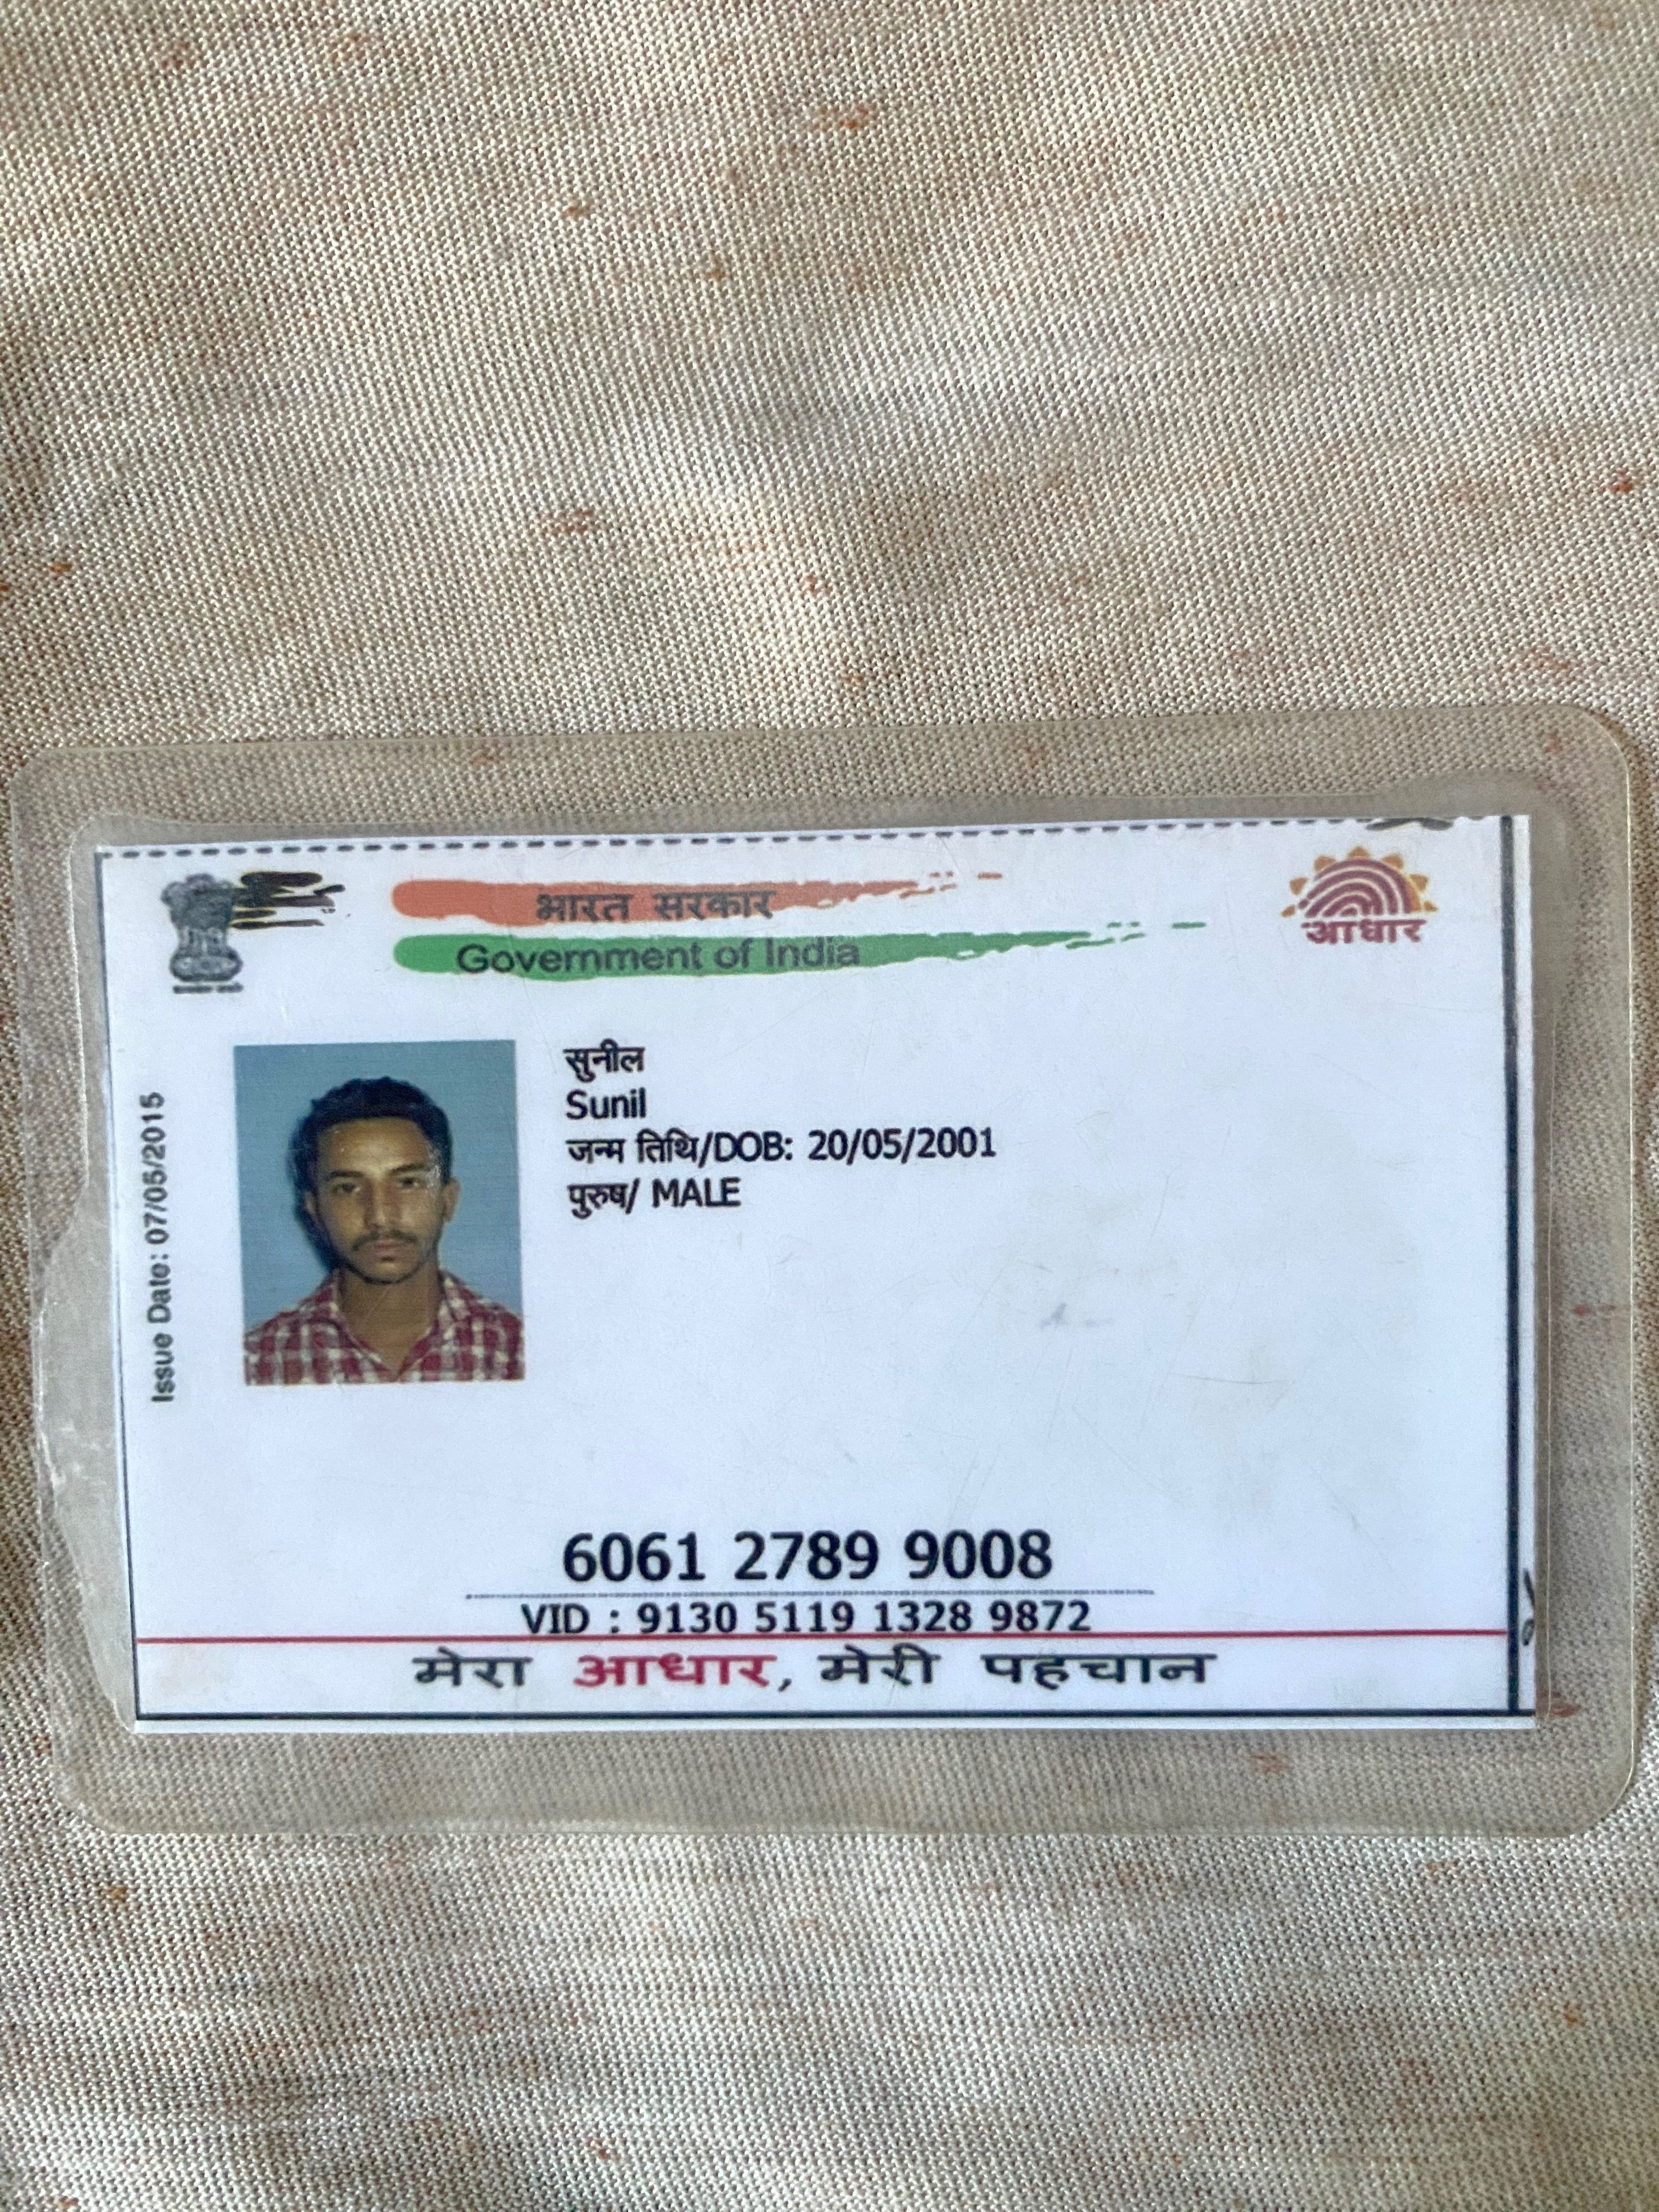 भारत सरकार
Government of India
आधार
Issue Date: 07/05/2015
सुनील
Sunil
जन्म तिथि/DOB: 20/05/2001
पुरुष/ MALE
6061 2789 9008
VID : 9130 5119 1328 9872
मेरा आधार, मेरी पहचान